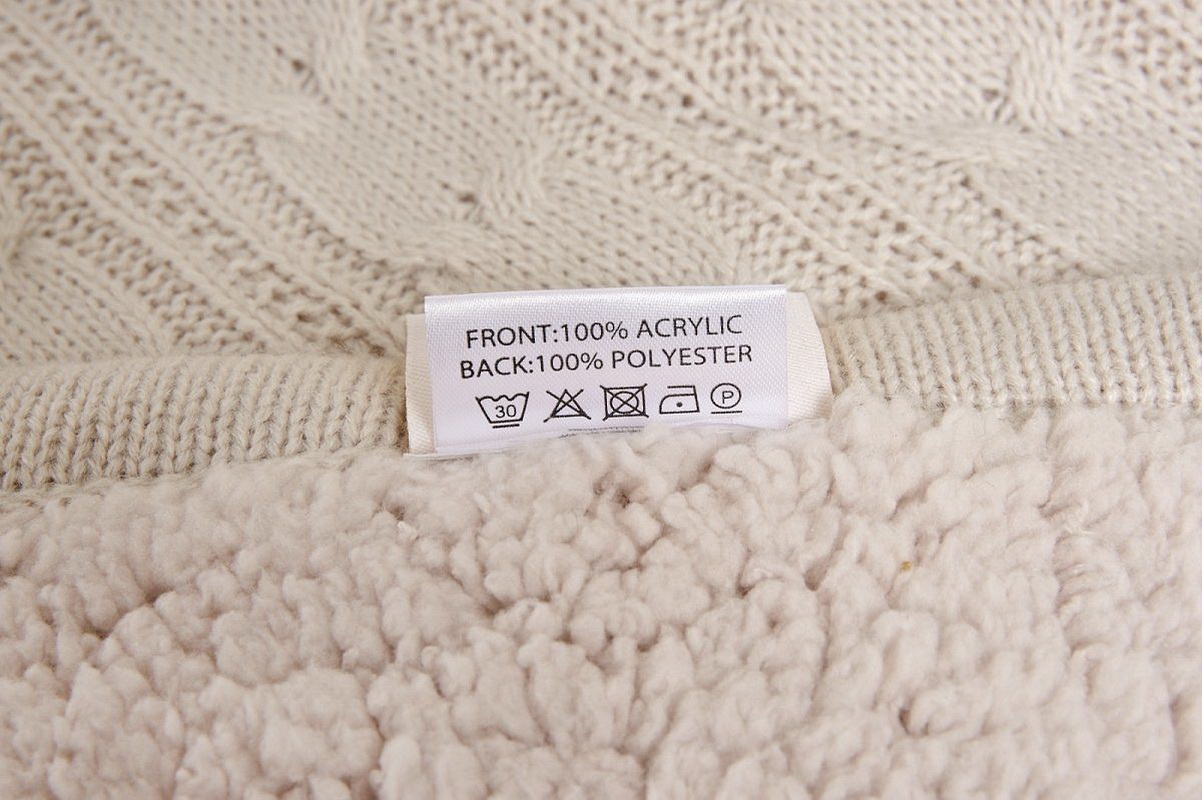 FRONT:100% ACRYLIC
BACK:100% POLYESTER
30 P